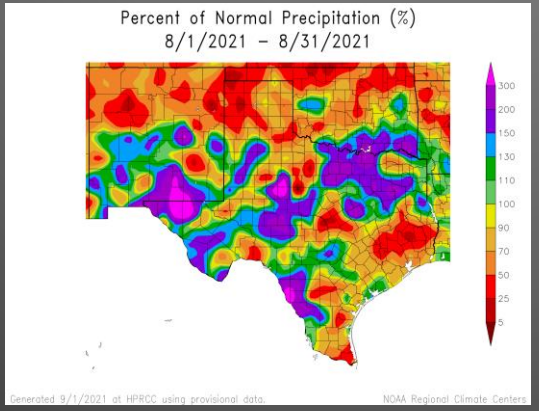 Percent of Normal Precipitation (%)
8/1/2021 – 8/31/2021
300
200
150
130
110
100
90
70
50
25
5
Generated 9/1/2021 at HPRCC using provisional data.
NOAA Regional Climate Centers